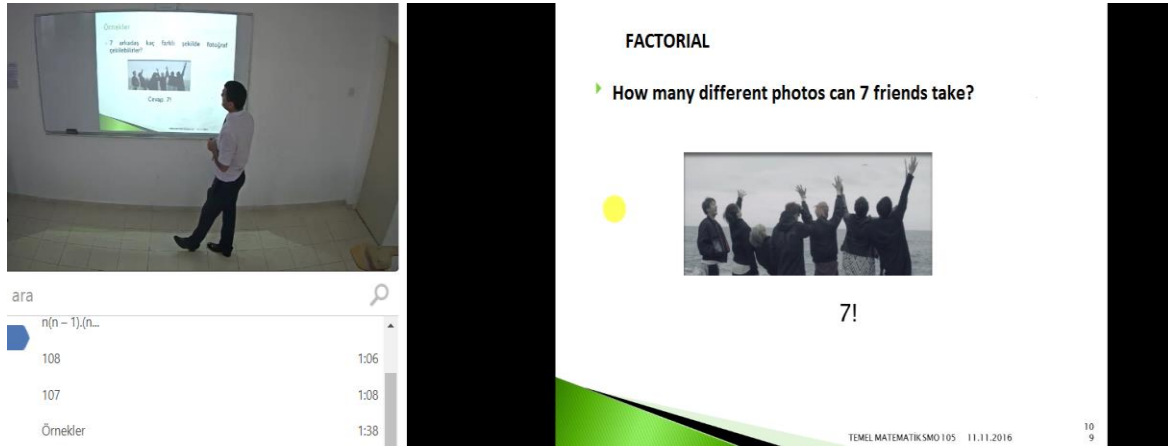 Örnekler
7 arkadaş kaç farklı şekilde fotoğraf
çekilebilirler?
Cevap: 7!
ara
n(n – 1).(n...
108 1:06
107 1:08
Örnekler 1:38
FACTORIAL
How many different photos can 7 friends take?
7!
TEMEL MATEMATİK SMO 105 11.11.2016
10
9